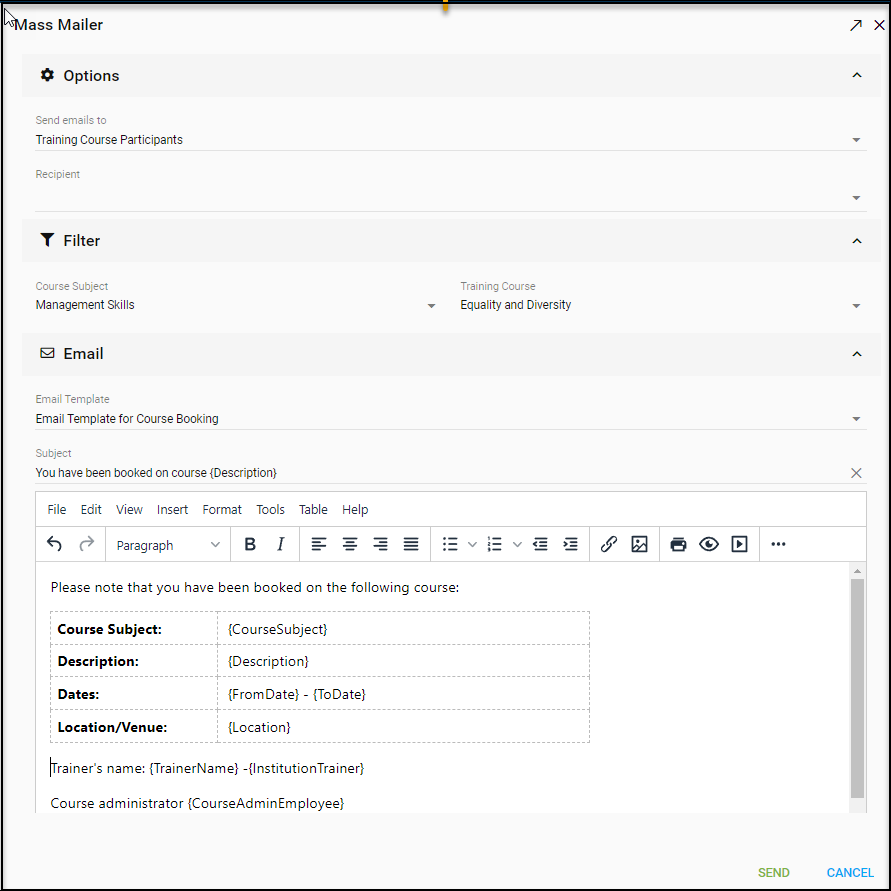 Mass Mailer
Options
Send emails to
Training Course Participants
Recipient
Filter
Course Subject Training Course
Management Skills Equality and Diversity
Email
Email Template
Email Template for Course Booking
Subject
You have been booked on course {Description}
File Edit View Insert Format Tools Table Help
Paragraph B I
Please note that you have been booked on the following course:
Course Subject: {CourseSubject}
Description: {Description}
Dates: {FromDate} - {ToDate}
Location/Venue: {Location}
Trainer's name: {TrainerName} -{InstitutionTrainer}
Course administrator {CourseAdminEmployee}
SEND CANCEL